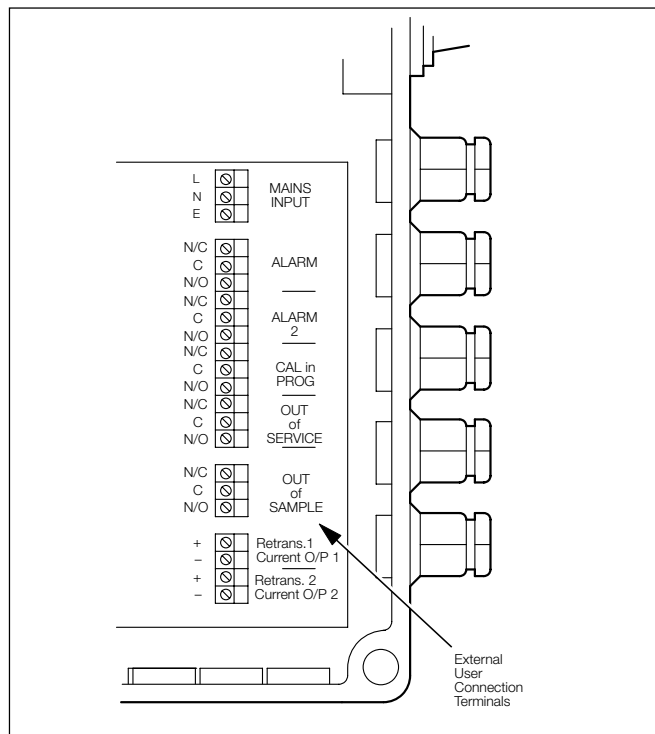 L
N
E
MAINS
INPUT
N/C
C
N/O
ALARM
N/C
C
N/O
ALARM
2
N/C
C
N/O
CAL in
PROG
N/C
C
N/O
OUT
of
SERVICE
N/C
C
N/O
OUT
of
SAMPLE
+ Retrans.1
– Current O/P 1
+ Retrans. 2
– Current O/P 2
External
User
Connection
Terminals